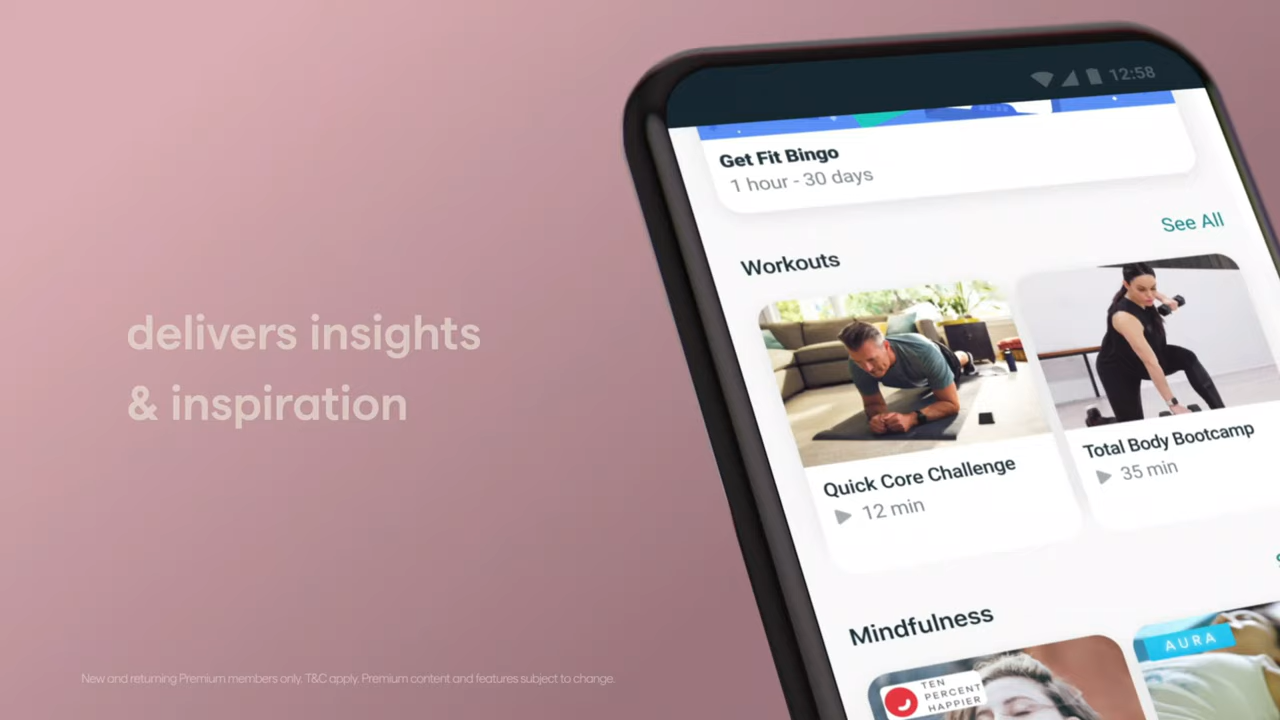 delivers insights
& inspiration
New and returning Premium members only. T&C apply. Premium content and features subject to change.
12:58
Get Fit Bingo
1 hour - 30 days
Workouts
See All
Quick Core Challenge
12 min
Total Body Bootcamp
35 min
Mindfulness
TEN
PERCENT
HAPPIER
AURA